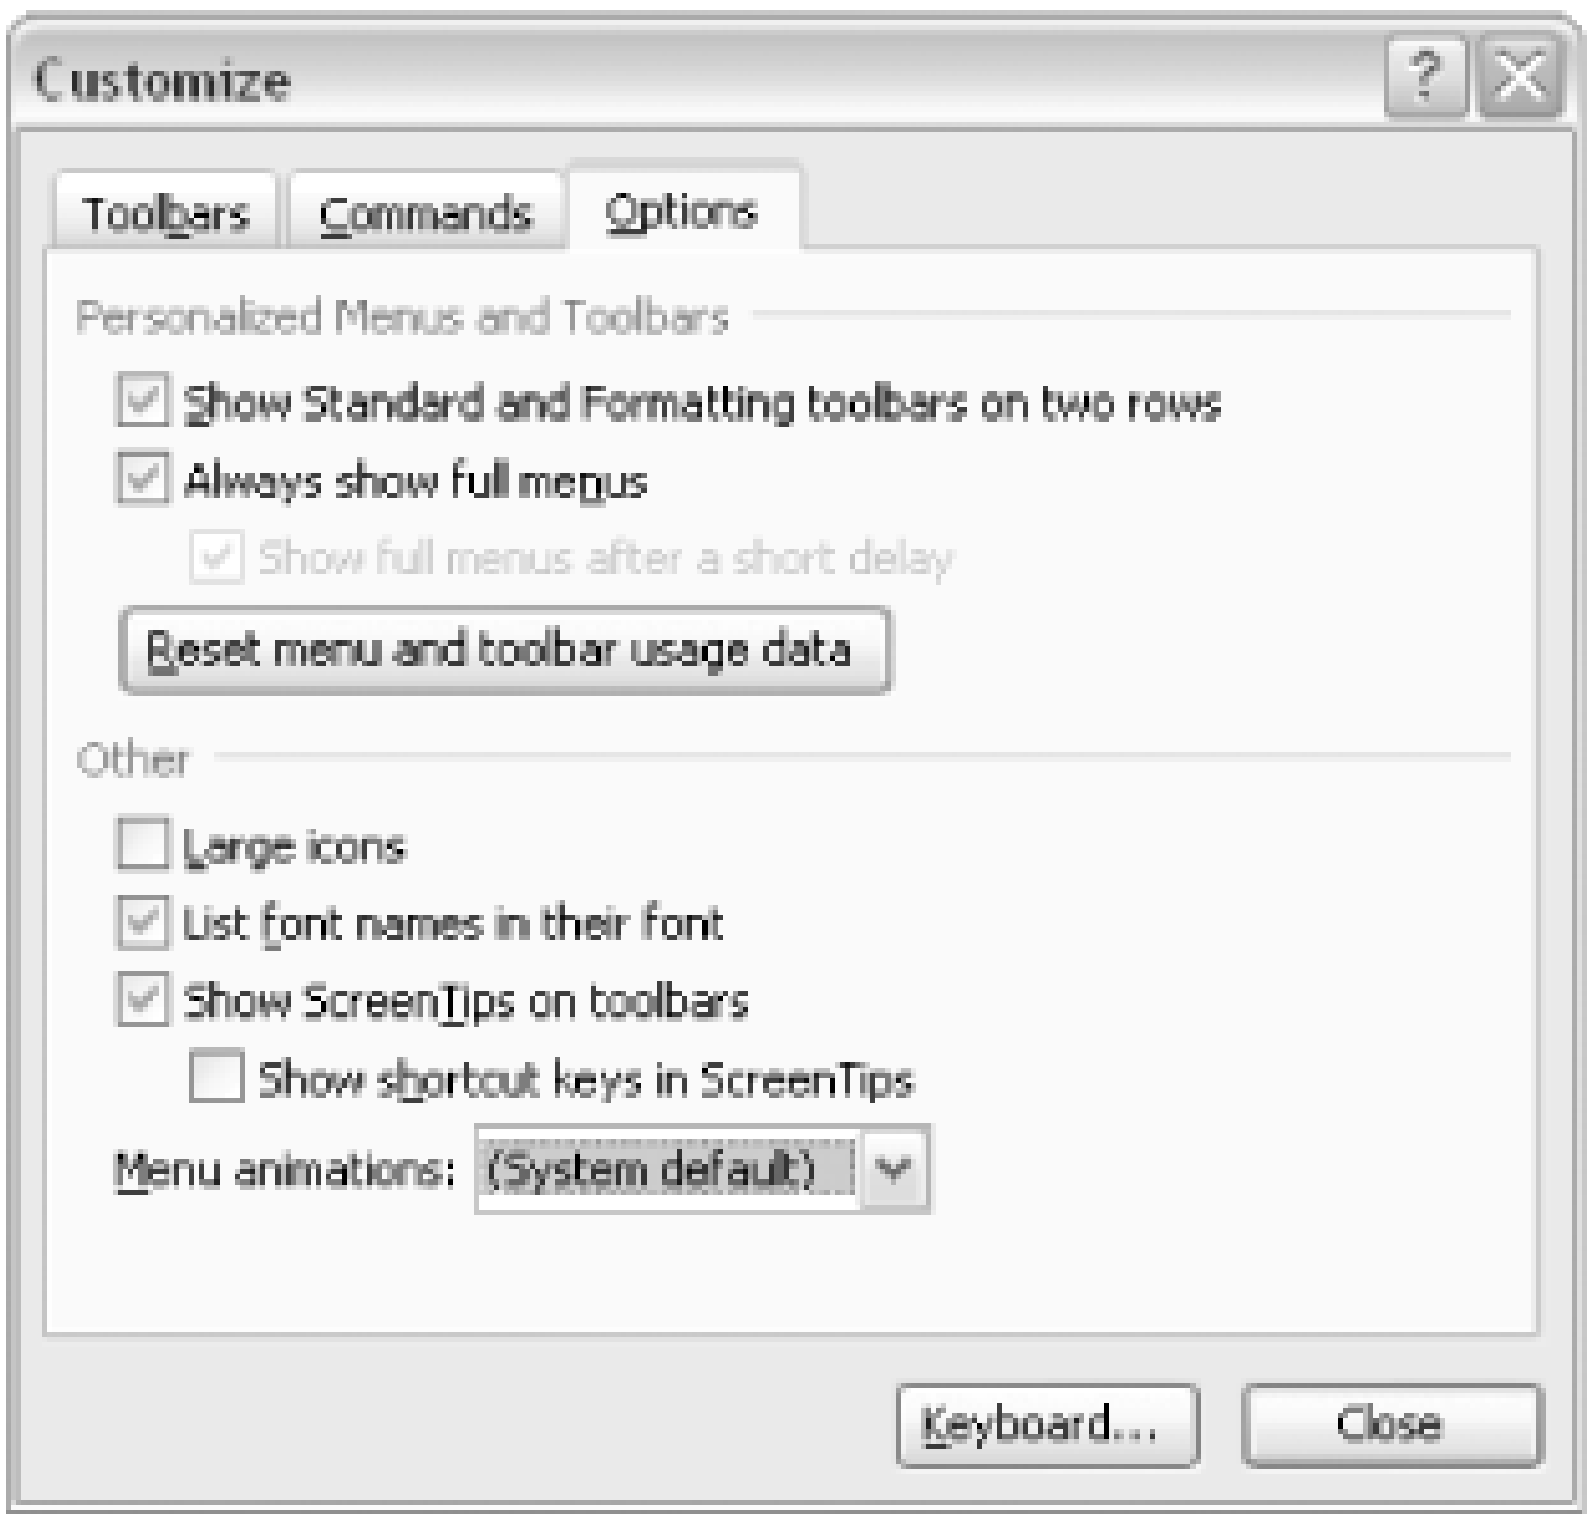 Customize
Toolbars Commands Options
Personalized Menus and Toolbars
Show Standard and Formatting toolbars on two rows
Always show full menus
Show full menus after a short delay
Reset menu and toolbar usage data
Other
Large icons
List font names in their font
Show ScreenTips on toolbars
Show shortcut keys in ScreenTips
Menu animations: (System default)
Keyboard... Close